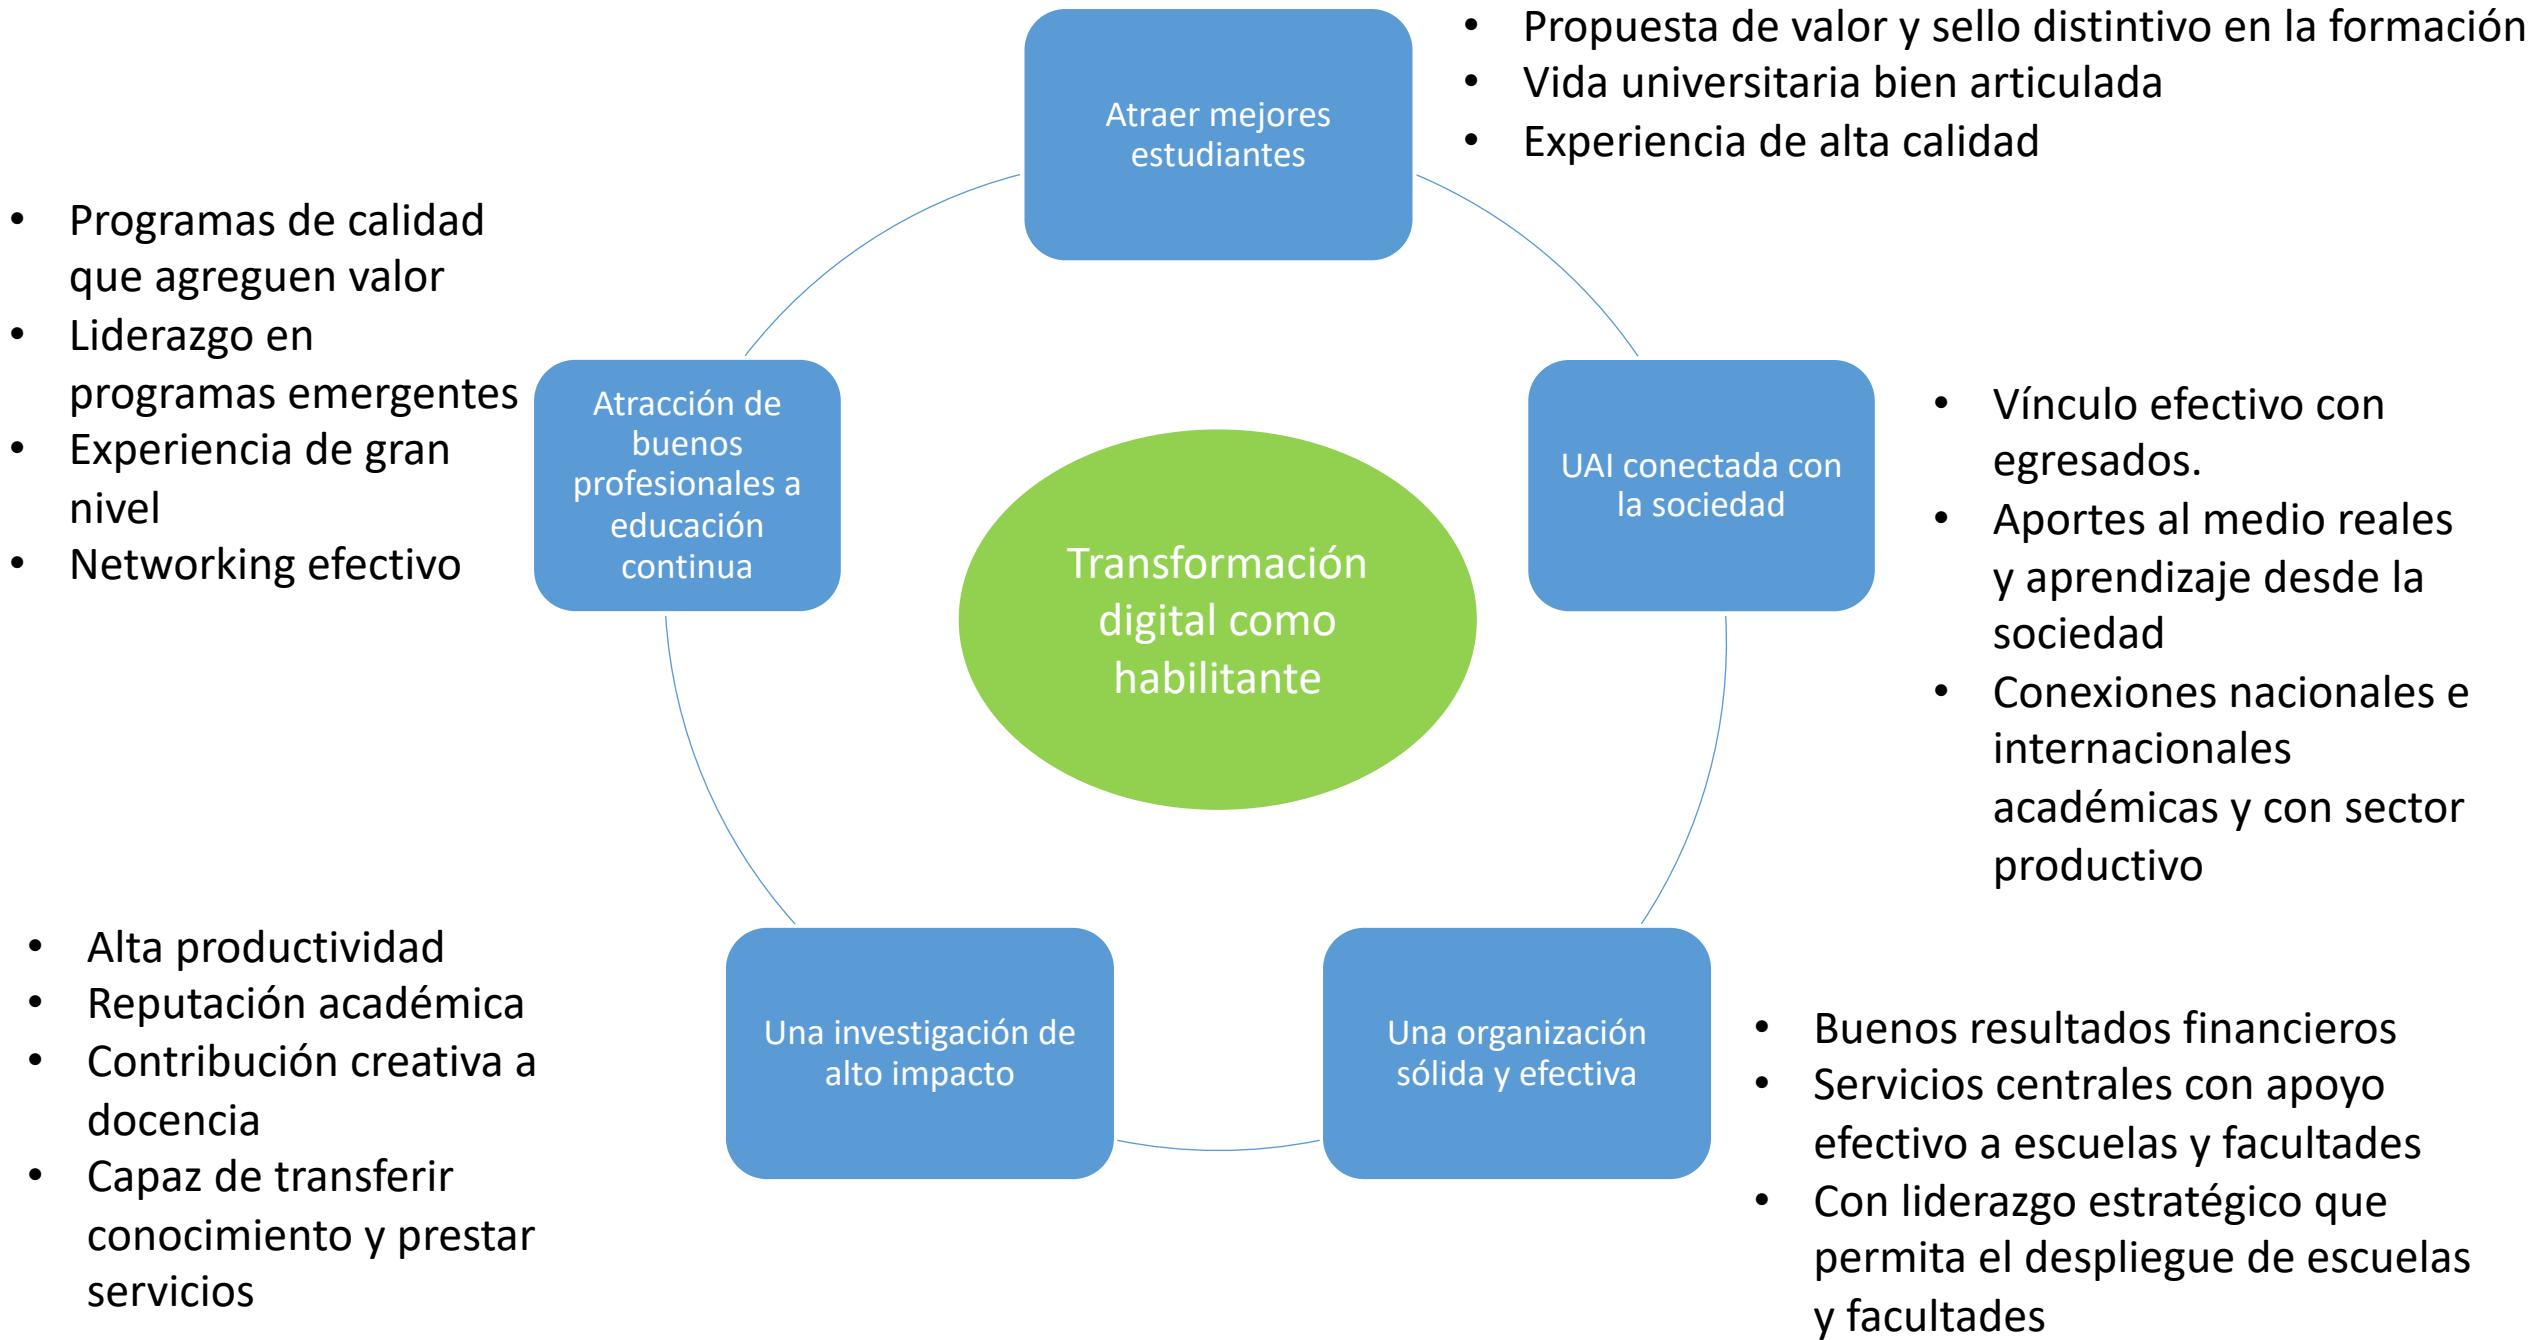 Atraer mejores
estudiantes
• Propuesta de valor y sello distintivo en la formación
• Vida universitaria bien articulada
• Experiencia de alta calidad
• Programas de calidad
que agreguen valor
• Liderazgo en
programas emergentes
• Experiencia de gran
nivel
• Networking efectivo
Atracción de
buenos
profesionales a
educación
continua
Transformación
digital como
habilitante
UAI conectada con
la sociedad
• Vínculo efectivo con
egresados.
• Aportes al medio reales
y aprendizaje desde la
sociedad
• Conexiones nacionales e
internacionales
académicas y con sector
productivo
• Alta productividad
• Reputación académica
• Contribución creativa a
docencia
• Capaz de transferir
conocimiento y prestar
servicios
Una investigación de
alto impacto
Una organización
sólida y efectiva
• Buenos resultados financieros
• Servicios centrales con apoyo
efectivo a escuelas y facultades
• Con liderazgo estratégico que
permita el despliegue de escuelas
y facultades